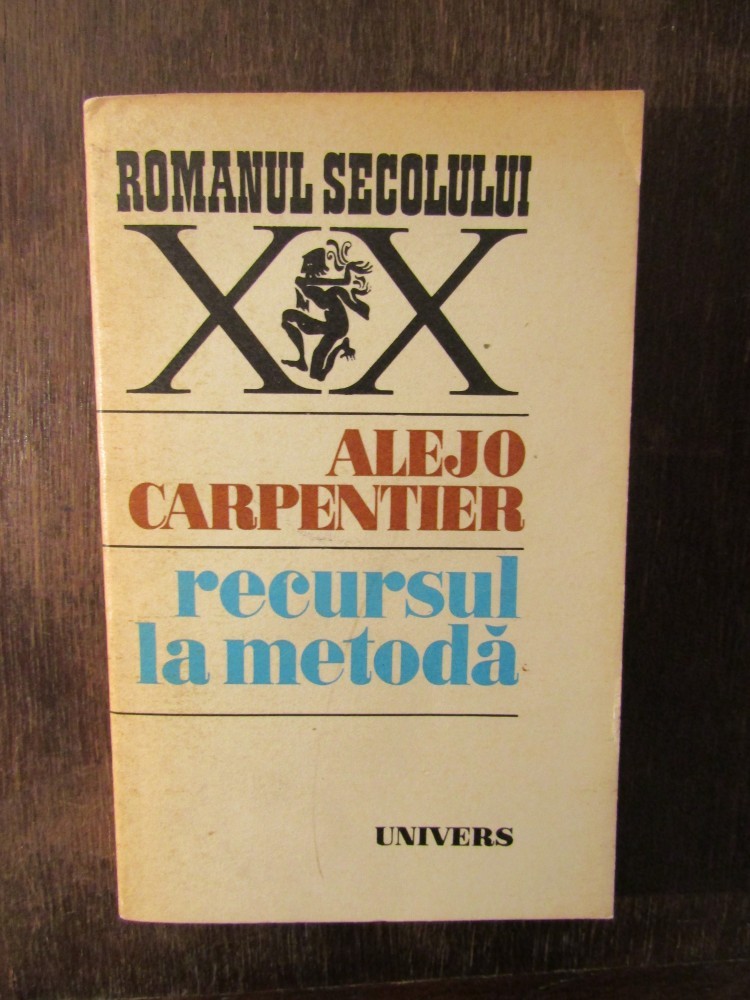 ROMANUL SECOLULUI
XX
ALEJO
CARPENTIER
recursul
la metodă
UNIVERS